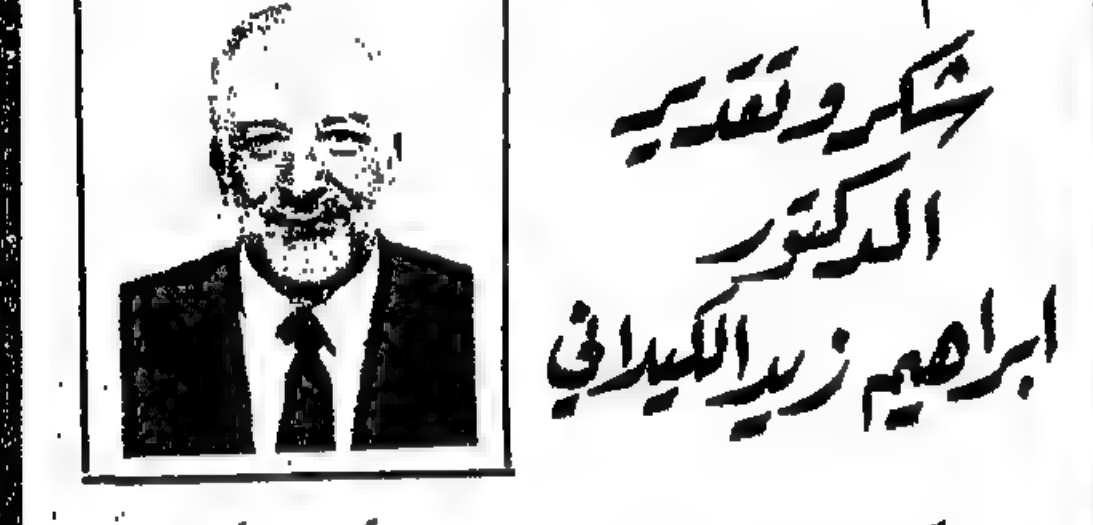 شكر وتقدير
الدكتور
ابراهيم زيد الكيلاني